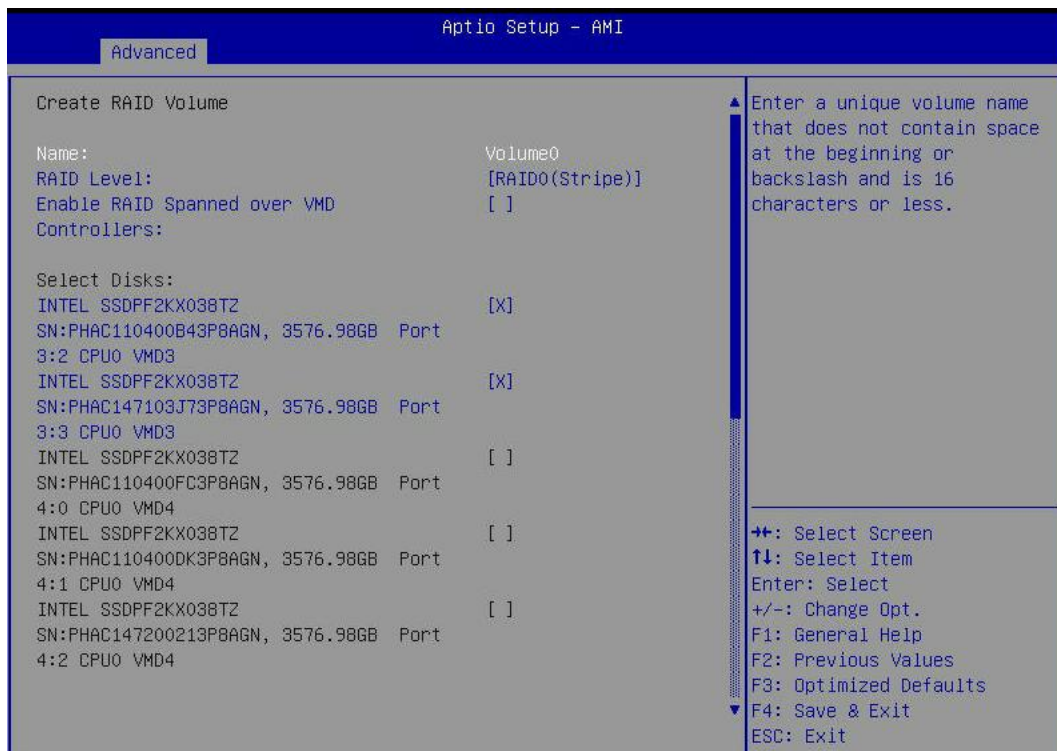 Aptio Setup – AMI
Advanced
Create RAID Volume
Name: Volume0
RAID Level: [RAID0(Stripe)]
Enable RAID Spanned over VMD [ ]
Controllers:
Select Disks:
INTEL SSDPF2KX038TZ [X]
SN:PHAC110400B43P8AGN, 3576.98GB Port
3:2 CPU0 VMD3
INTEL SSDPF2KX038TZ [X]
SN:PHAC147103J73P8AGN, 3576.98GB Port
3:3 CPU0 VMD3
INTEL SSDPF2KX038TZ [ ]
SN:PHAC110400FC3P8AGN, 3576.98GB Port
4:0 CPU0 VMD4
INTEL SSDPF2KX038TZ [ ]
SN:PHAC110400DK3P8AGN, 3576.98GB Port
4:1 CPU0 VMD4
INTEL SSDPF2KX038TZ [ ]
SN:PHAC147200213P8AGN, 3576.98GB Port
4:2 CPU0 VMD4
Enter a unique volume name
that does not contain space
at the beginning or
backslash and is 16
characters or less.
→←: Select Screen
↑↓: Select Item
Enter: Select
+/-: Change Opt.
F1: General Help
F2: Previous Values
F3: Optimized Defaults
F4: Save & Exit
ESC: Exit